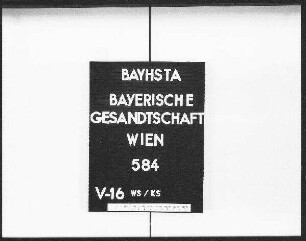 BAYHSTA
BAYERISCHE
GESANDTSCHAFT
WIEN
584
V-16 WS/KS